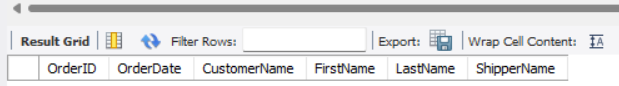 Result Grid Filter Rows: Export: Wrap Cell Content:
OrderID OrderDate CustomerName FirstName LastName ShipperName